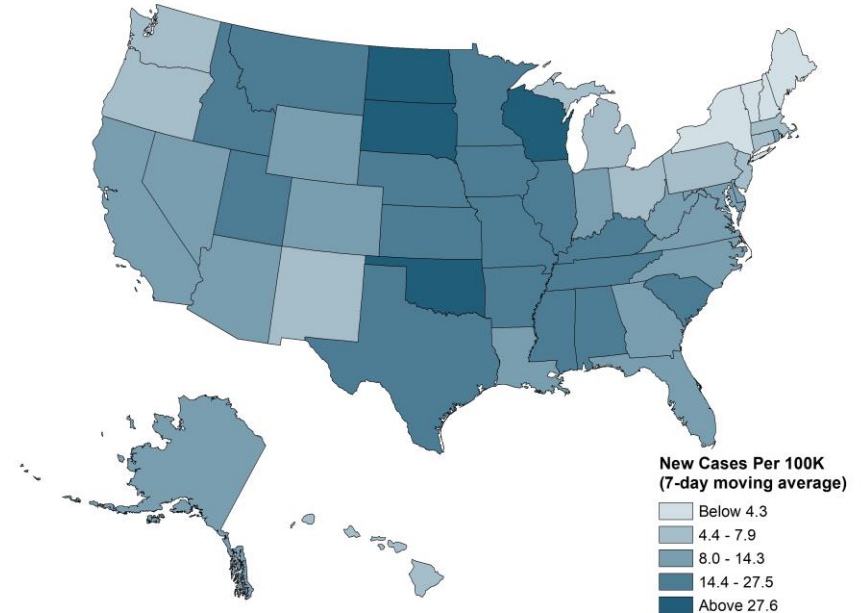 New Cases Per 100K
(7-day moving average)
Below 4.3
4.4 - 7.9
8.0 - 14.3
14.4 - 27.5
Above 27.6